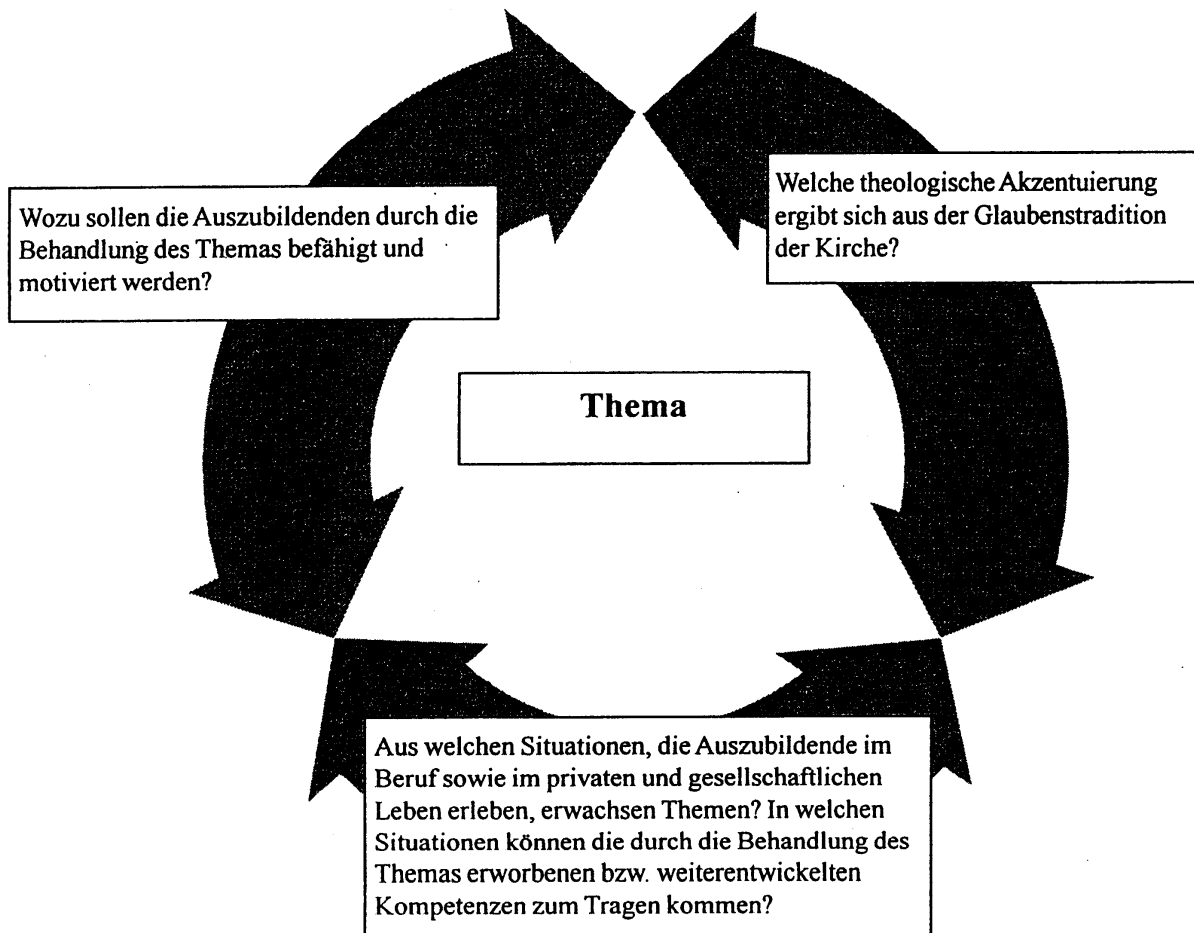 Wozu sollen die Auszubildenden durch die
Behandlung des Themas befähigt und
motiviert werden?
Welche theologische Akzentuierung
ergibt sich aus der Glaubenstradition
der Kirche?
Thema
Aus welchen Situationen, die Auszubildende im
Beruf sowie im privaten und gesellschaftlichen
Leben erleben, erwachsen Themen? In welchen
Situationen können die durch die Behandlung des
Themas erworbenen bzw. weiterentwickelten
Kompetenzen zum Tragen kommen?